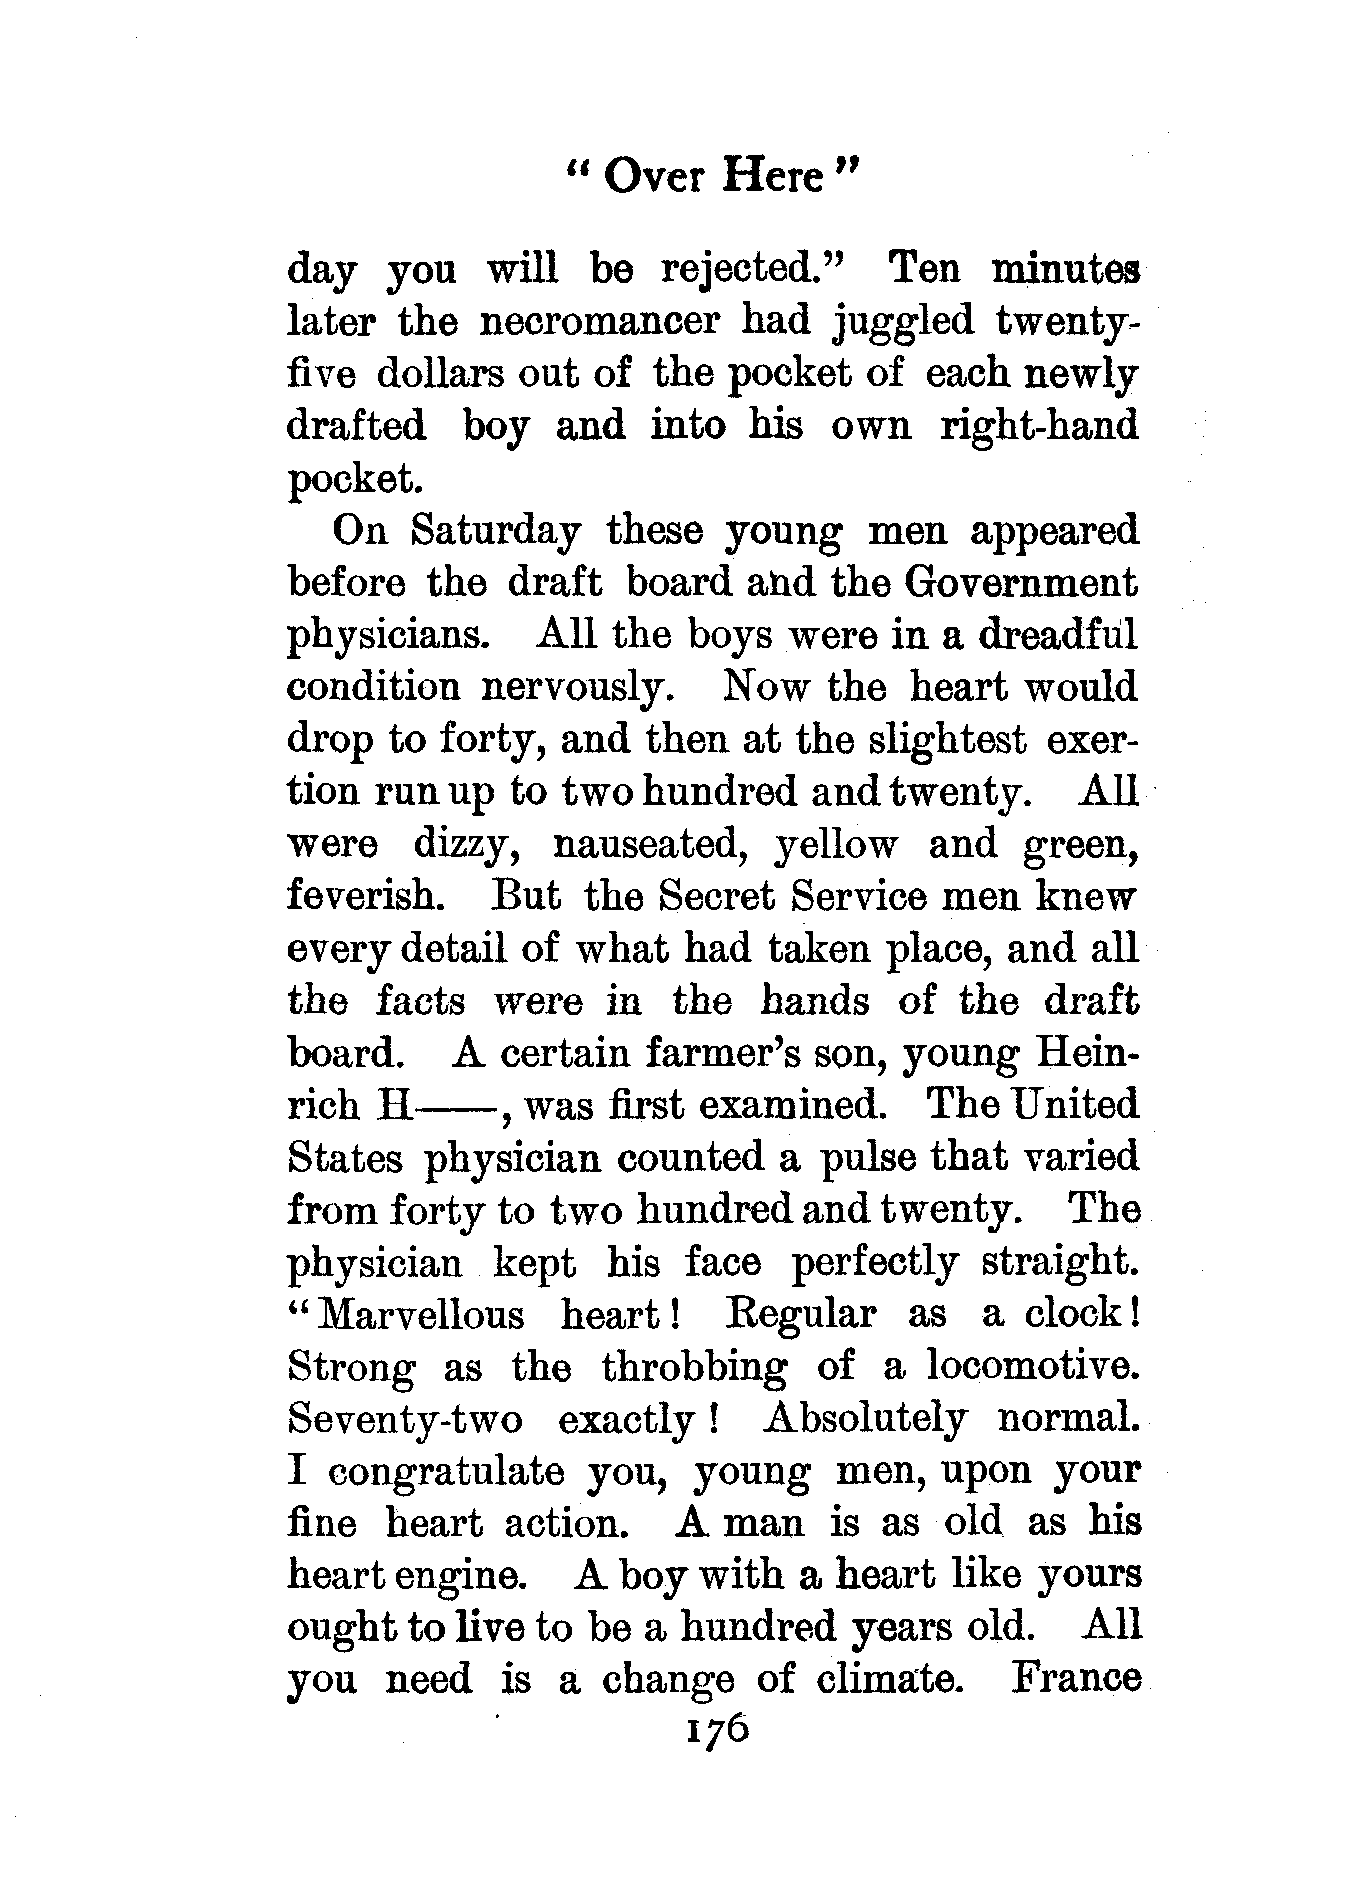 “ Over Here ”
day you will be rejected.” Ten minutes
later the necromancer had juggled twenty-
five dollars out of the pocket of each newly
drafted boy and into his own right-hand
pocket.
On Saturday these young men appeared
before the draft board and the Government
physicians. All the boys were in a dreadful
condition nervously. Now the heart would
drop to forty, and then at the slightest exer-
tion run up to two hundred and twenty. All
were dizzy, nauseated, yellow and green,
feverish. But the Secret Service men knew
every detail of what had taken place, and all
the facts were in the hands of the draft
board. A certain farmer’s son, young Hein-
rich H——, was first examined. The United
States physician counted a pulse that varied
from forty to two hundred and twenty. The
physician kept his face perfectly straight.
“Marvellous heart! Regular as a clock!
Strong as the throbbing of a locomotive.
Seventy-two exactly! Absolutely normal.
I congratulate you, young men, upon your
fine heart action. A man is as old as his
heart engine. A boy with a heart like yours
ought to live to be a hundred years old. All
you need is a change of climate. France
176